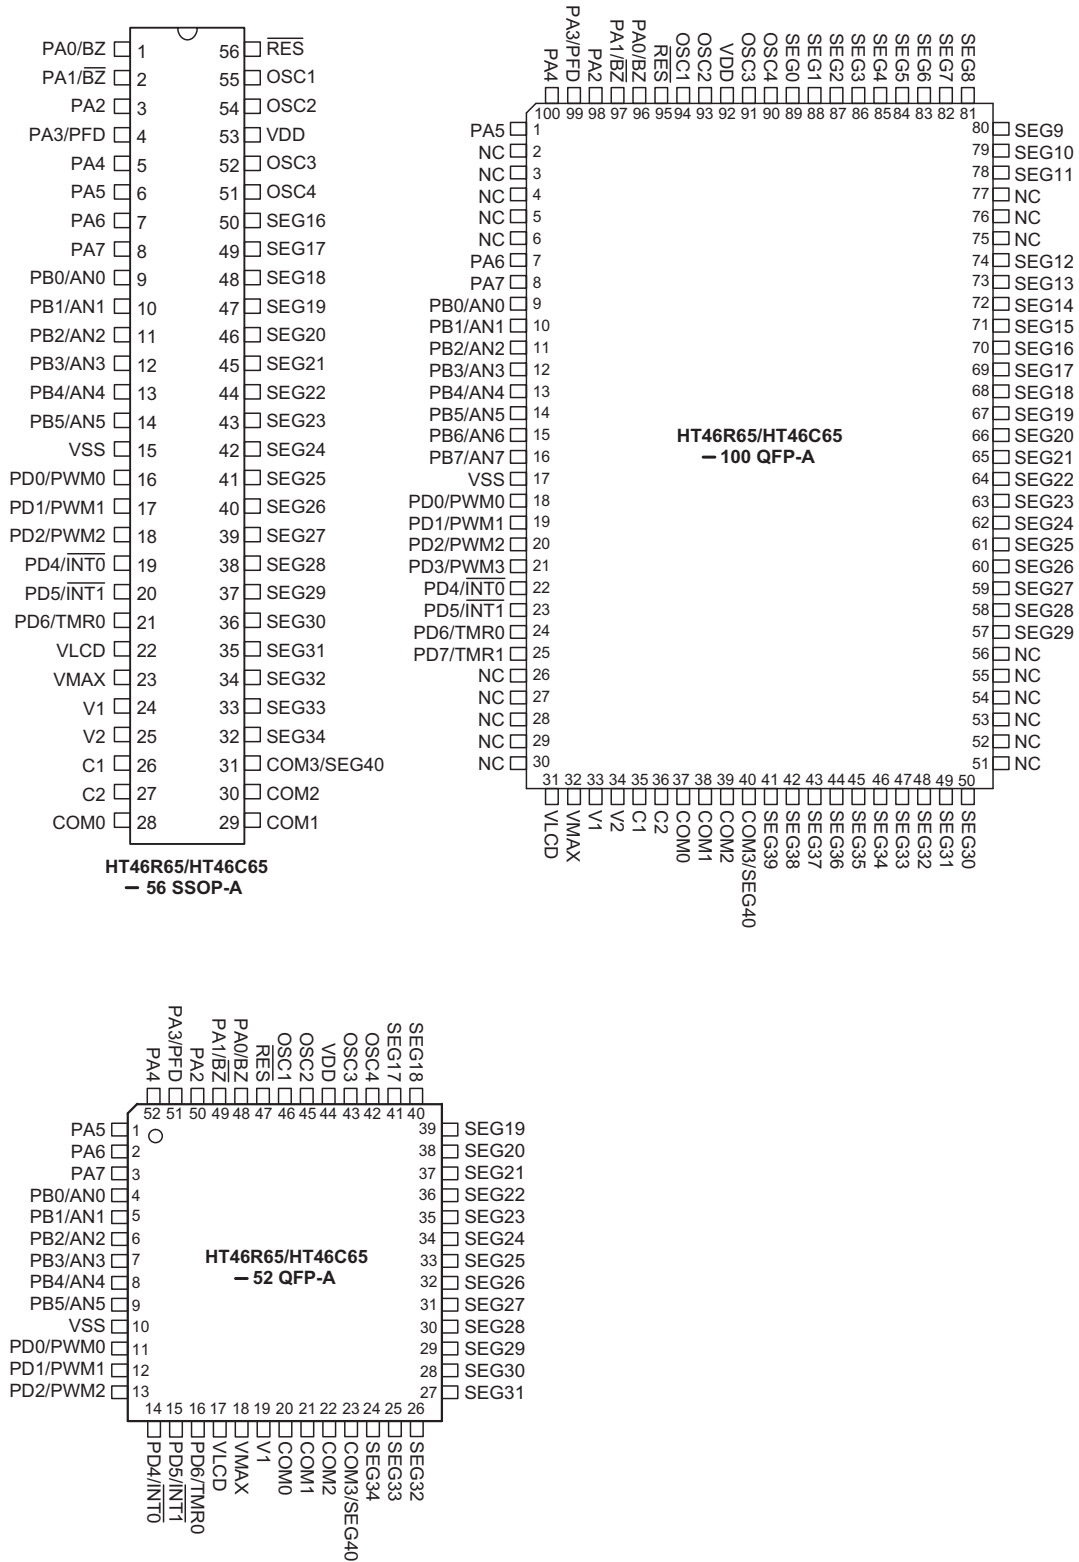 PA0/BZ 1 56 RES
PA1/BZ 2 55 OSC1
PA2 3 54 OSC2
PA3/PFD 4 53 VDD
PA4 5 52 OSC3
PA5 6 51 OSC4
PA6 7 50 SEG16
PA7 8 49 SEG17
PB0/AN0 9 48 SEG18
PB1/AN1 10 47 SEG19
PB2/AN2 11 46 SEG20
PB3/AN3 12 45 SEG21
PB4/AN4 13 44 SEG22
PB5/AN5 14 43 SEG23
VSS 15 42 SEG24
PD0/PWM0 16 41 SEG25
PD1/PWM1 17 40 SEG26
PD2/PWM2 18 39 SEG27
PD4/INT0 19 38 SEG28
PD5/INT1 20 37 SEG29
PD6/TMR0 21 36 SEG30
VLCD 22 35 SEG31
VMAX 23 34 SEG32
V1 24 33 SEG33
V2 25 32 SEG34
C1 26 31 COM3/SEG40
C2 27 30 COM2
COM0 28 29 COM1
HT46R65/HT46C65
– 56 SSOP-A
PA4 PA3/PFD PA2 PA1/BZ PA0/BZ RES OSC1 OSC2 VDD OSC3 OSC4 SEG0 SEG1 SEG2 SEG3 SEG4 SEG5 SEG6 SEG7 SEG8
100 99 98 97 96 95 94 93 92 91 90 89 88 87 86 85 84 83 82 81
PA5 1 80 SEG9
NC 2 79 SEG10
NC 3 78 SEG11
NC 4 77 NC
NC 5 76 NC
NC 6 75 NC
PA6 7 74 SEG12
PA7 8 73 SEG13
PB0/AN0 9 72 SEG14
PB1/AN1 10 71 SEG15
PB2/AN2 11 70 SEG16
PB3/AN3 12 69 SEG17
PB4/AN4 13 68 SEG18
PB5/AN5 14 67 SEG19
PB6/AN6 15 66 SEG20
PB7/AN7 16 65 SEG21
VSS 17 64 SEG22
PD0/PWM0 18 63 SEG23
PD1/PWM1 19 62 SEG24
PD2/PWM2 20 61 SEG25
PD3/PWM3 21 60 SEG26
PD4/INT0 22 59 SEG27
PD5/INT1 23 58 SEG28
PD6/TMR0 24 57 SEG29
PD7/TMR1 25 56 NC
NC 26 55 NC
NC 27 54 NC
NC 28 53 NC
NC 29 52 NC
NC 30 51 NC
HT46R65/HT46C65
– 100 QFP-A
31 32 33 34 35 36 37 38 39 40 41 42 43 44 45 46 47 48 49 50
VLCD VMAX V1 V2 C1 C2 COM0 COM1 COM2 COM3/SEG40 SEG39 SEG38 SEG37 SEG36 SEG35 SEG34 SEG33 SEG32 SEG31 SEG30
PA4 PA3/PFD PA2 PA1/BZ PA0/BZ RES OSC1 OSC2 VDD OSC3 OSC4 SEG17 SEG18
52 51 50 49 48 47 46 45 44 43 42 41 40
PA5 1 39 SEG19
PA6 2 38 SEG20
PA7 3 37 SEG21
PB0/AN0 4 36 SEG22
PB1/AN1 5 35 SEG23
PB2/AN2 6 34 SEG24
PB3/AN3 7 33 SEG25
PB4/AN4 8 32 SEG26
PB5/AN5 9 31 SEG27
VSS 10 30 SEG28
PD0/PWM0 11 29 SEG29
PD1/PWM1 12 28 SEG30
PD2/PWM2 13 27 SEG31
HT46R65/HT46C65
– 52 QFP-A
14 15 16 17 18 19 20 21 22 23 24 25 26
PD4/INT0 PD5/INT1 PD6/TMR0 VLCD VMAX V1 COM0 COM1 COM2 COM3/SEG40 SEG34 SEG33 SEG32